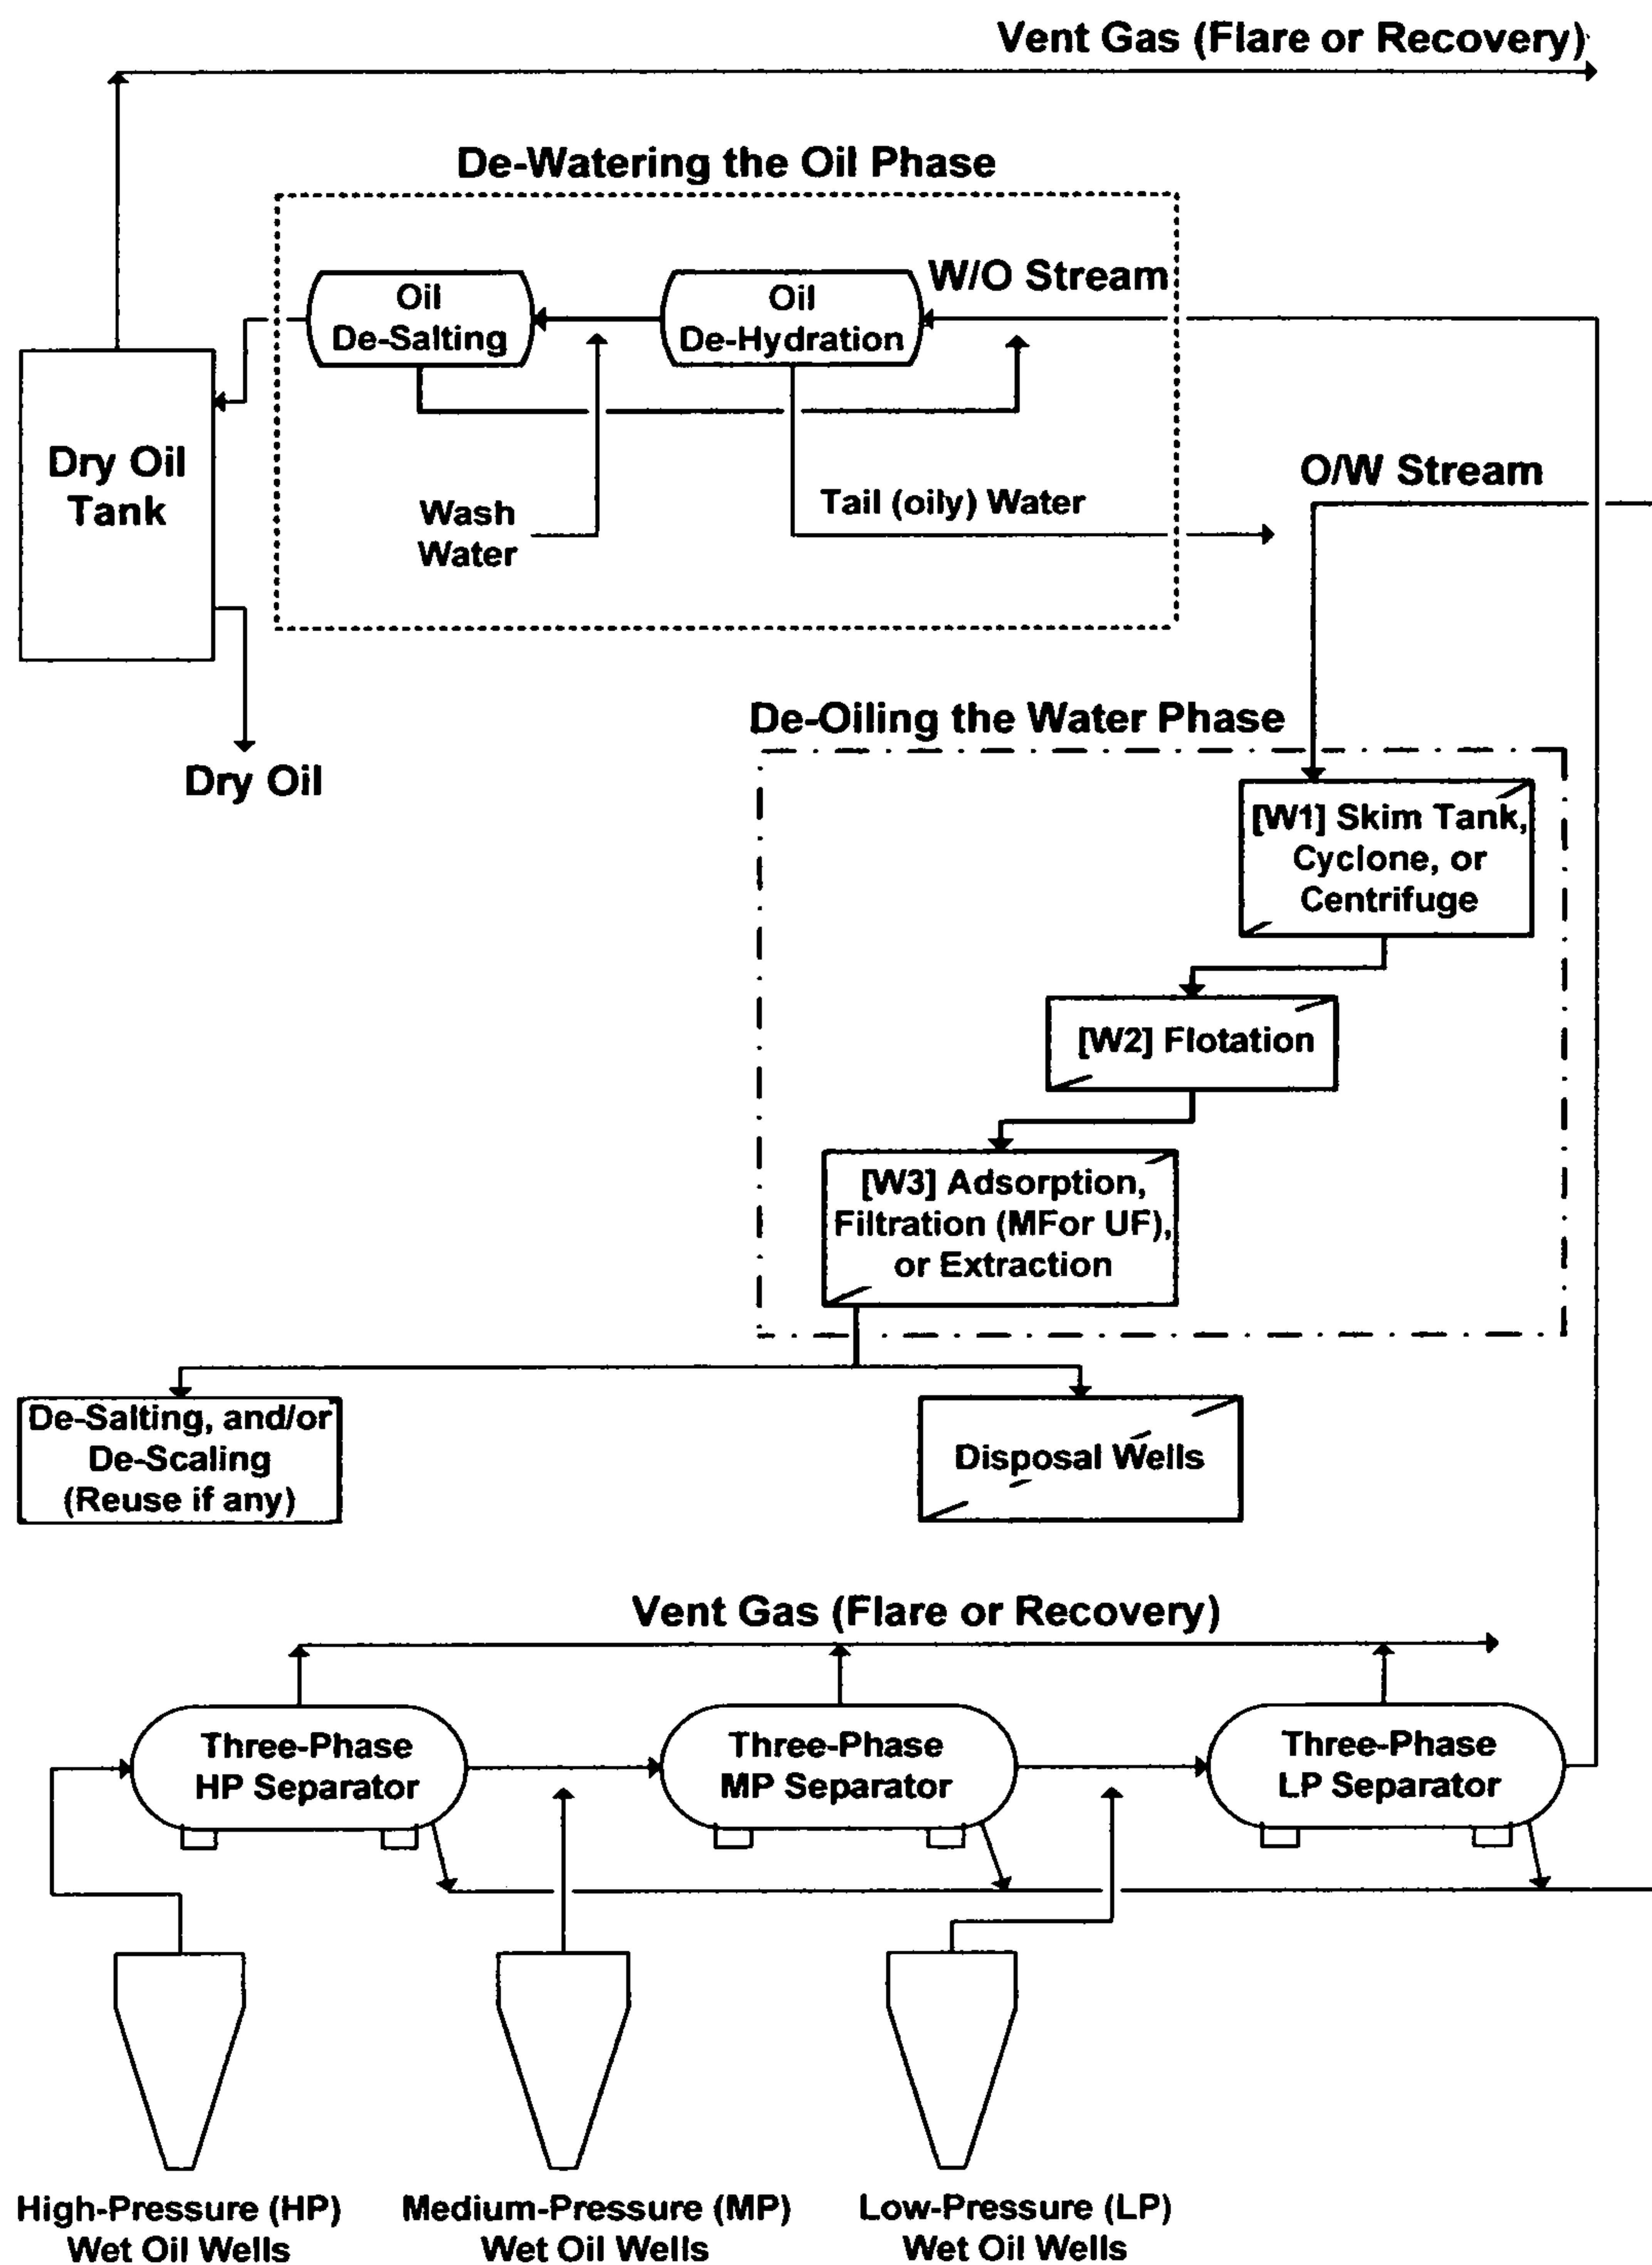 Vent Gas (Flare or Recovery)
De-Watering the Oil Phase
W/O Stream
Oil
De-Salting
Oil
De-Hydration
Dry Oil
Tank
O/W Stream
Wash
Water
Tail (oily) Water
De-Oiling the Water Phase
Dry Oil
[W1] Skim Tank,
Cyclone, or
Centrifuge
[W2] Flotation
[W3] Adsorption,
Filtration (MFor UF),
or Extraction
De-Salting, and/or
De-Scaling
(Reuse if any)
Disposal Wells
Vent Gas (Flare or Recovery)
Three-Phase
HP Separator
Three-Phase
MP Separator
Three-Phase
LP Separator
High-Pressure (HP)
Wet Oil Wells
Medium-Pressure (MP)
Wet Oil Wells
Low-Pressure (LP)
Wet Oil Wells